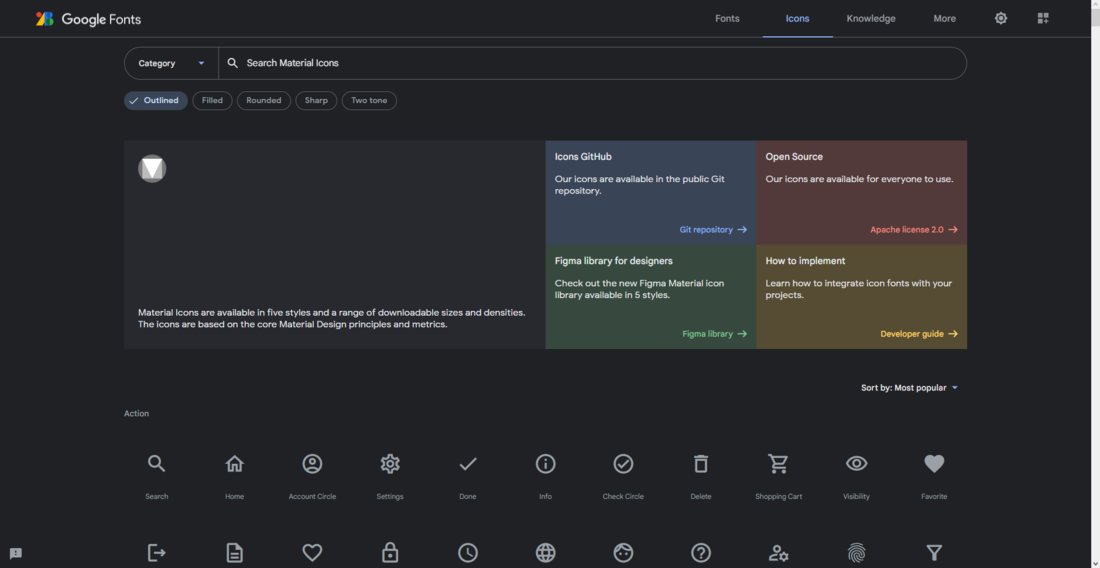 Google Fonts
Fonts
Icons
Knowledge
More
Category
Search Material Icons
Outlined
Filled
Rounded
Sharp
Two tone
Material Icons are available in five styles and a range of downloadable sizes and densities.
The icons are based on the core Material Design principles and metrics.
Icons GitHub
Our icons are available in the public Git
repository.
Git repository
Open Source
Our icons are available for everyone to use.
Apache license 2.0
Figma library for designers
Check out the new Figma Material icon
library available in 5 styles.
Figma library
How to implement
Learn how to integrate icon fonts with your
projects.
Developer guide
Sort by: Most popular
Action
Search
Home
Account Circle
Settings
Done
Info
Check Circle
Delete
Shopping Cart
Visibility
Favorite